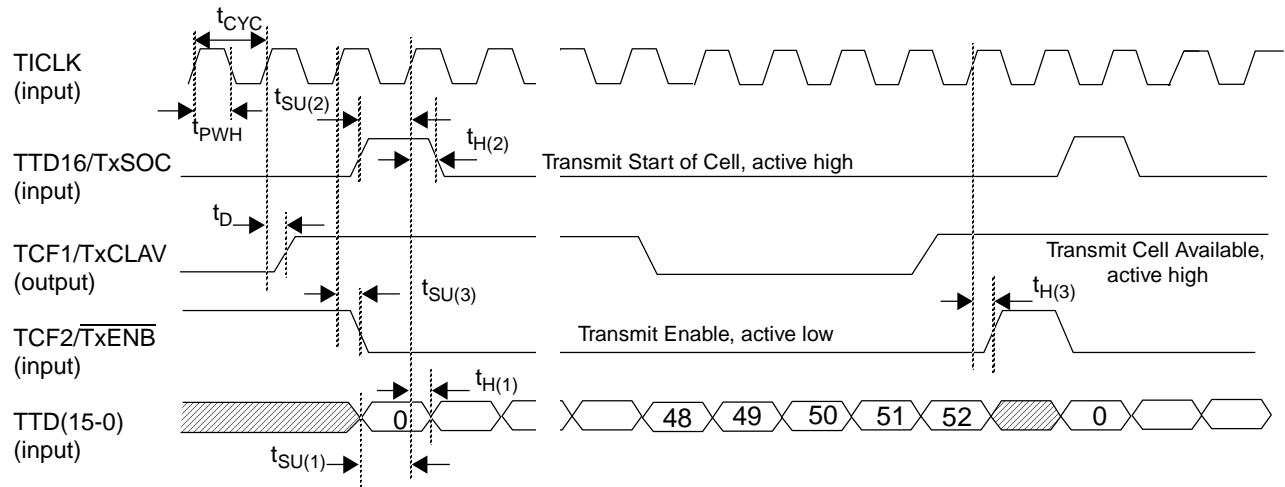 tCYC
TICLK
(input)
tSU(2)
tPWH
tH(2)
TTD16/TxSOC
(input)
Transmit Start of Cell, active high
tD
TCF1/TxCLAV
(output)
Transmit Cell Available,
active high
tSU(3)
tH(3)
TCF2/TxENB
(input)
Transmit Enable, active low
tH(1)
TTD(15-0)
(input)
0 48 49 50 51 52 0
tSU(1)